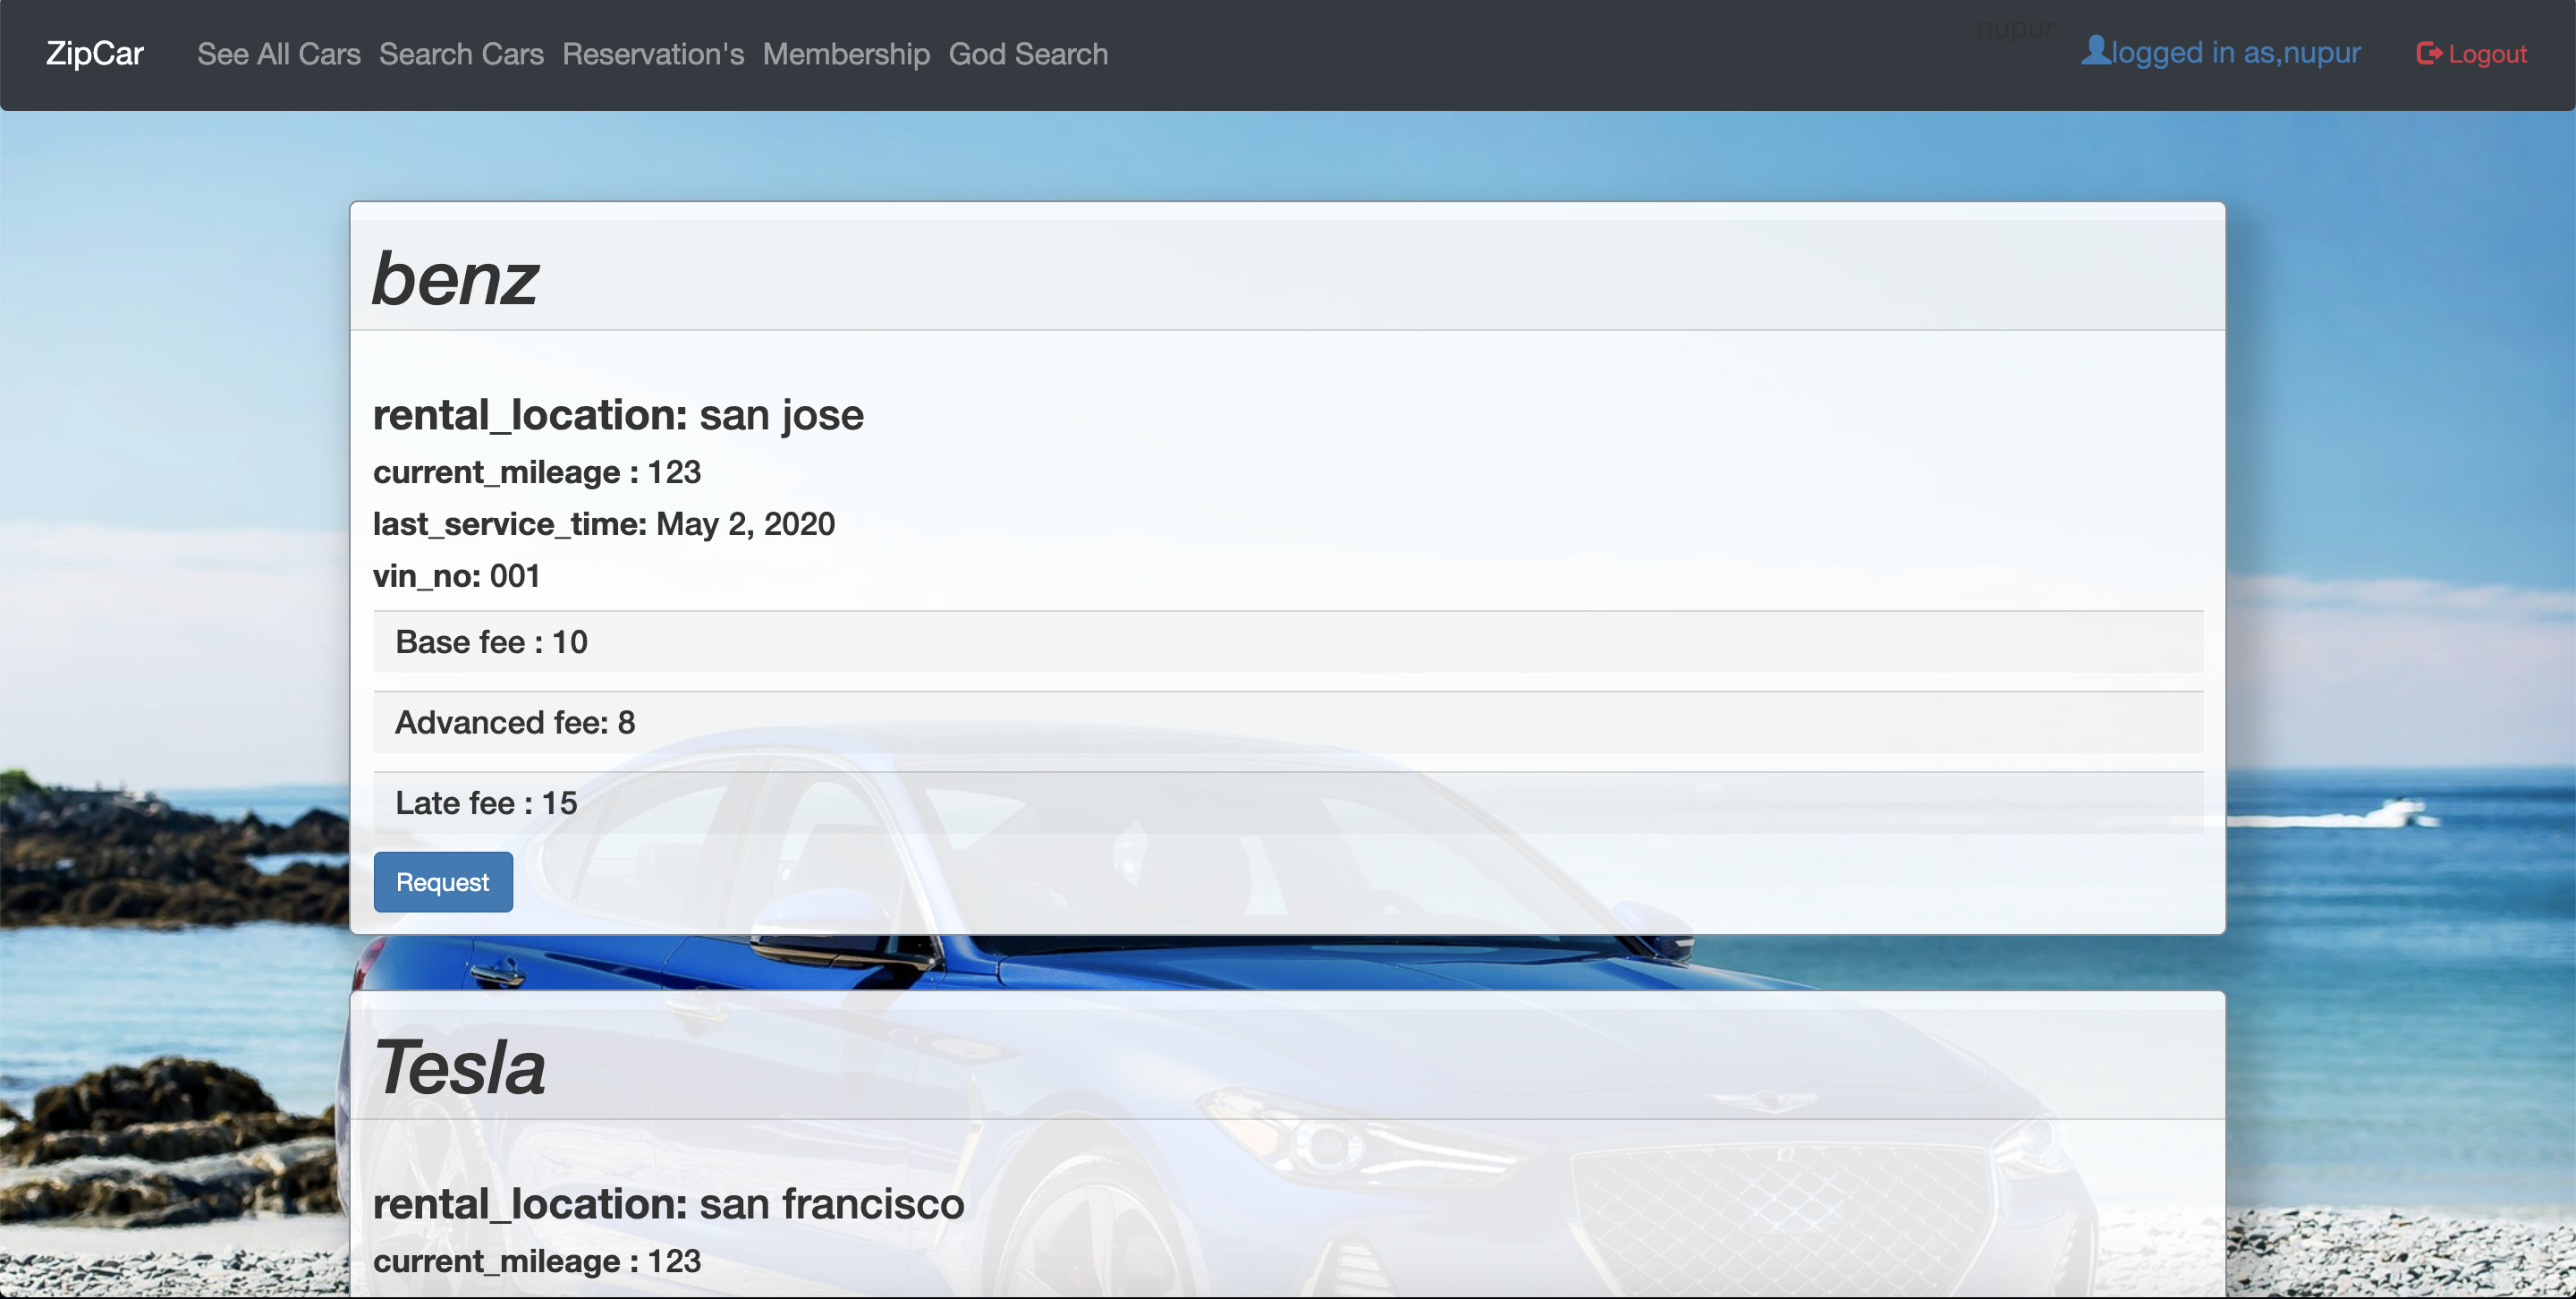 ZipCar See All Cars Search Cars Reservation's Membership God Search nupur logged in as,nupur Logout
benz
rental_location: san jose
current_mileage : 123
last_service_time: May 2, 2020
vin_no: 001
Base fee : 10
Advanced fee: 8
Late fee : 15
Request
Tesla
rental_location: san francisco
current_mileage : 123